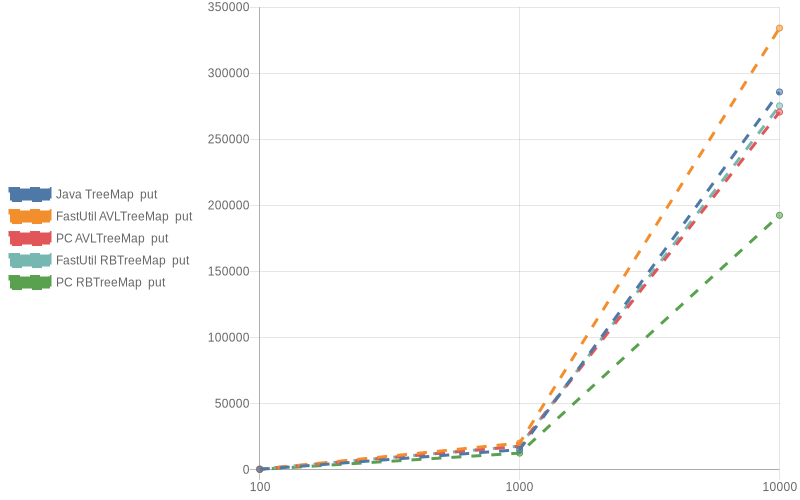 350000
300000
250000
200000
150000
100000
50000
0
100
1000
10000
Java TreeMap put
FastUtil AVLTreeMap put
PC AVLTreeMap put
FastUtil RBTreeMap put
PC RBTreeMap put